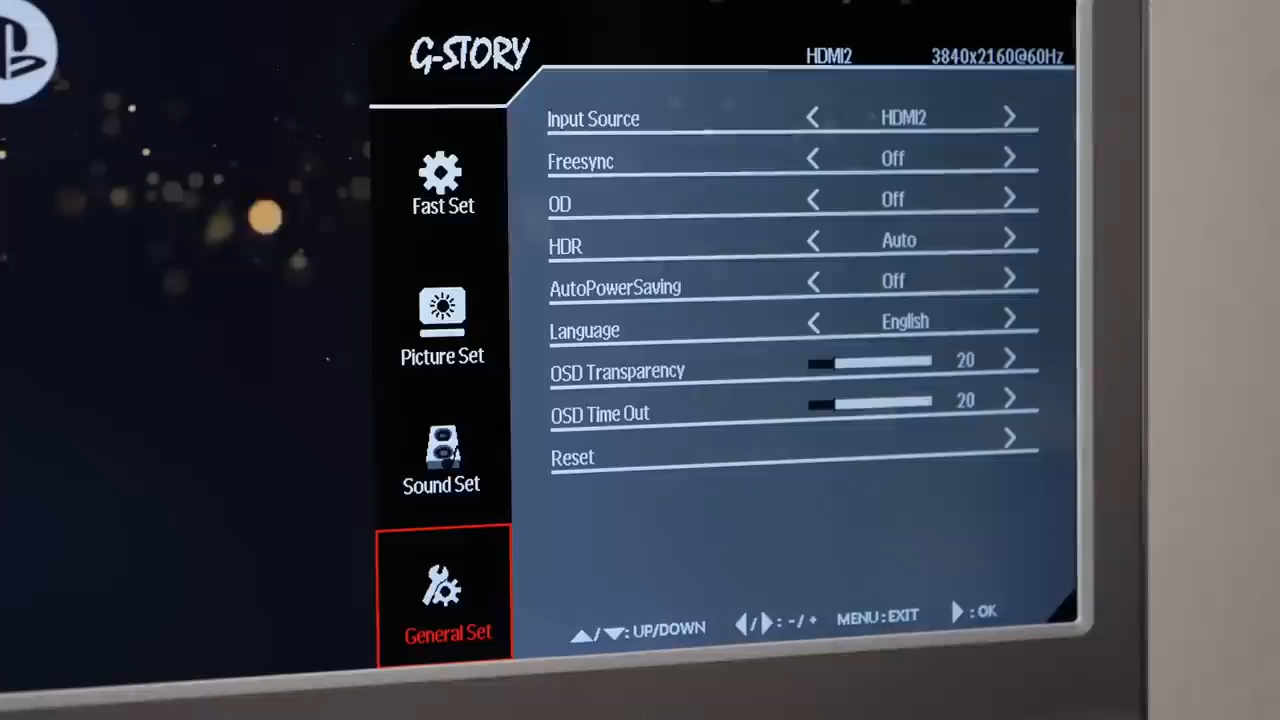 G-STORY
HDMI2 3840x2160@60Hz
Fast Set
Picture Set
Sound Set
General Set
Input Source HDMI2
Freesync Off
OD Off
HDR Auto
AutoPowerSaving Off
Language English
OSD Transparency 20
OSD Time Out 20
Reset
▲/▼: UP/DOWN ◀/▶: - / + MENU : EXIT ▶ : OK